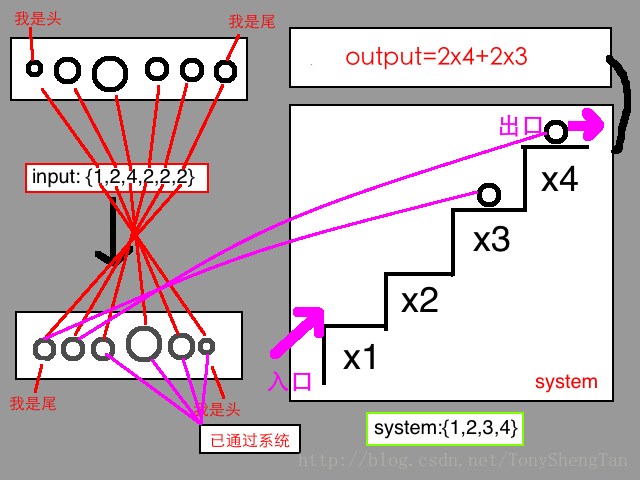 我是头
我是尾
output=2x4+2x3
出口
input: {1,2,4,2,2,2}
x4
x3
x2
x1
入口
system
我是尾
我是头
已通过系统
system:{1,2,3,4}
http://blog.csdn.net/TonyShengTan